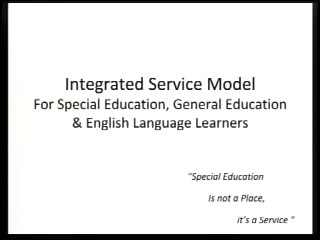 Integrated Service Model
For Special Education, General Education
& English Language Learners
"Special Education
Is not a Place,
it's a Service "